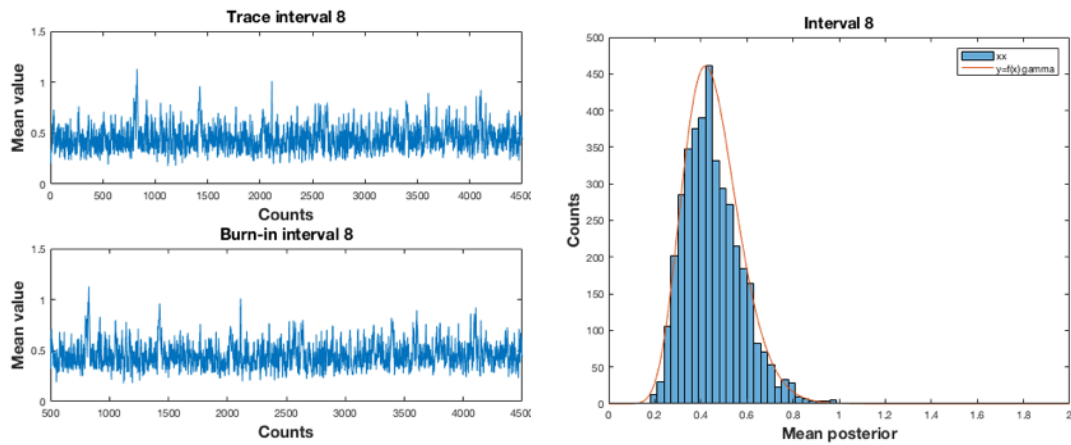 Trace interval 8
1.5
1
0.5
0
Mean value
0 500 1000 1500 2000 2500 3000 3500 4000 4500
Counts
Burn-in interval 8
1.5
1
0.5
0
Mean value
500 1000 1500 2000 2500 3000 3500 4000 4500
Counts
Interval 8
500
450
400
350
300
250
200
150
100
50
0
Counts
xx
y=f(x) gamma
0 0.2 0.4 0.6 0.8 1 1.2 1.4 1.6 1.8 2
Mean posterior